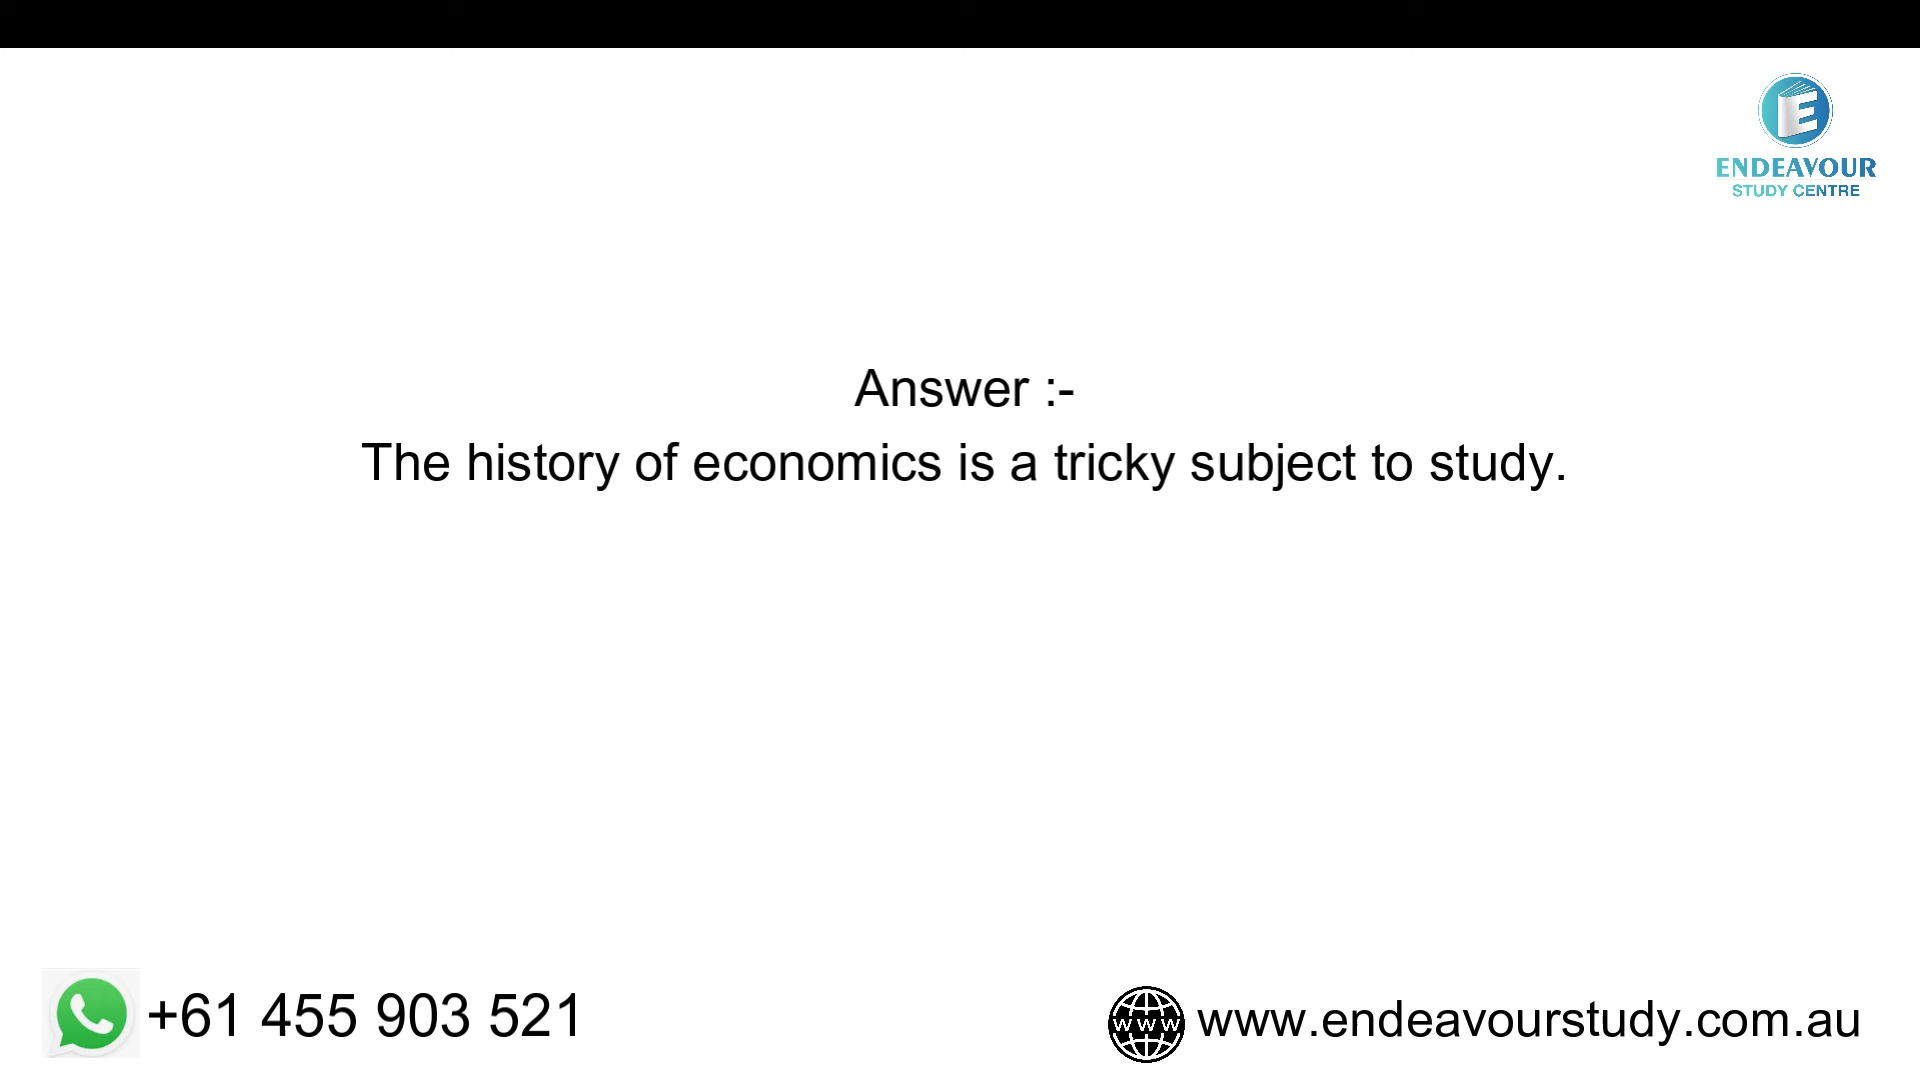 ENDEAVOUR
STUDY CENTRE
Answer :-
The history of economics is a tricky subject to study.
+61 455 903 521
www www.endeavourstudy.com.au